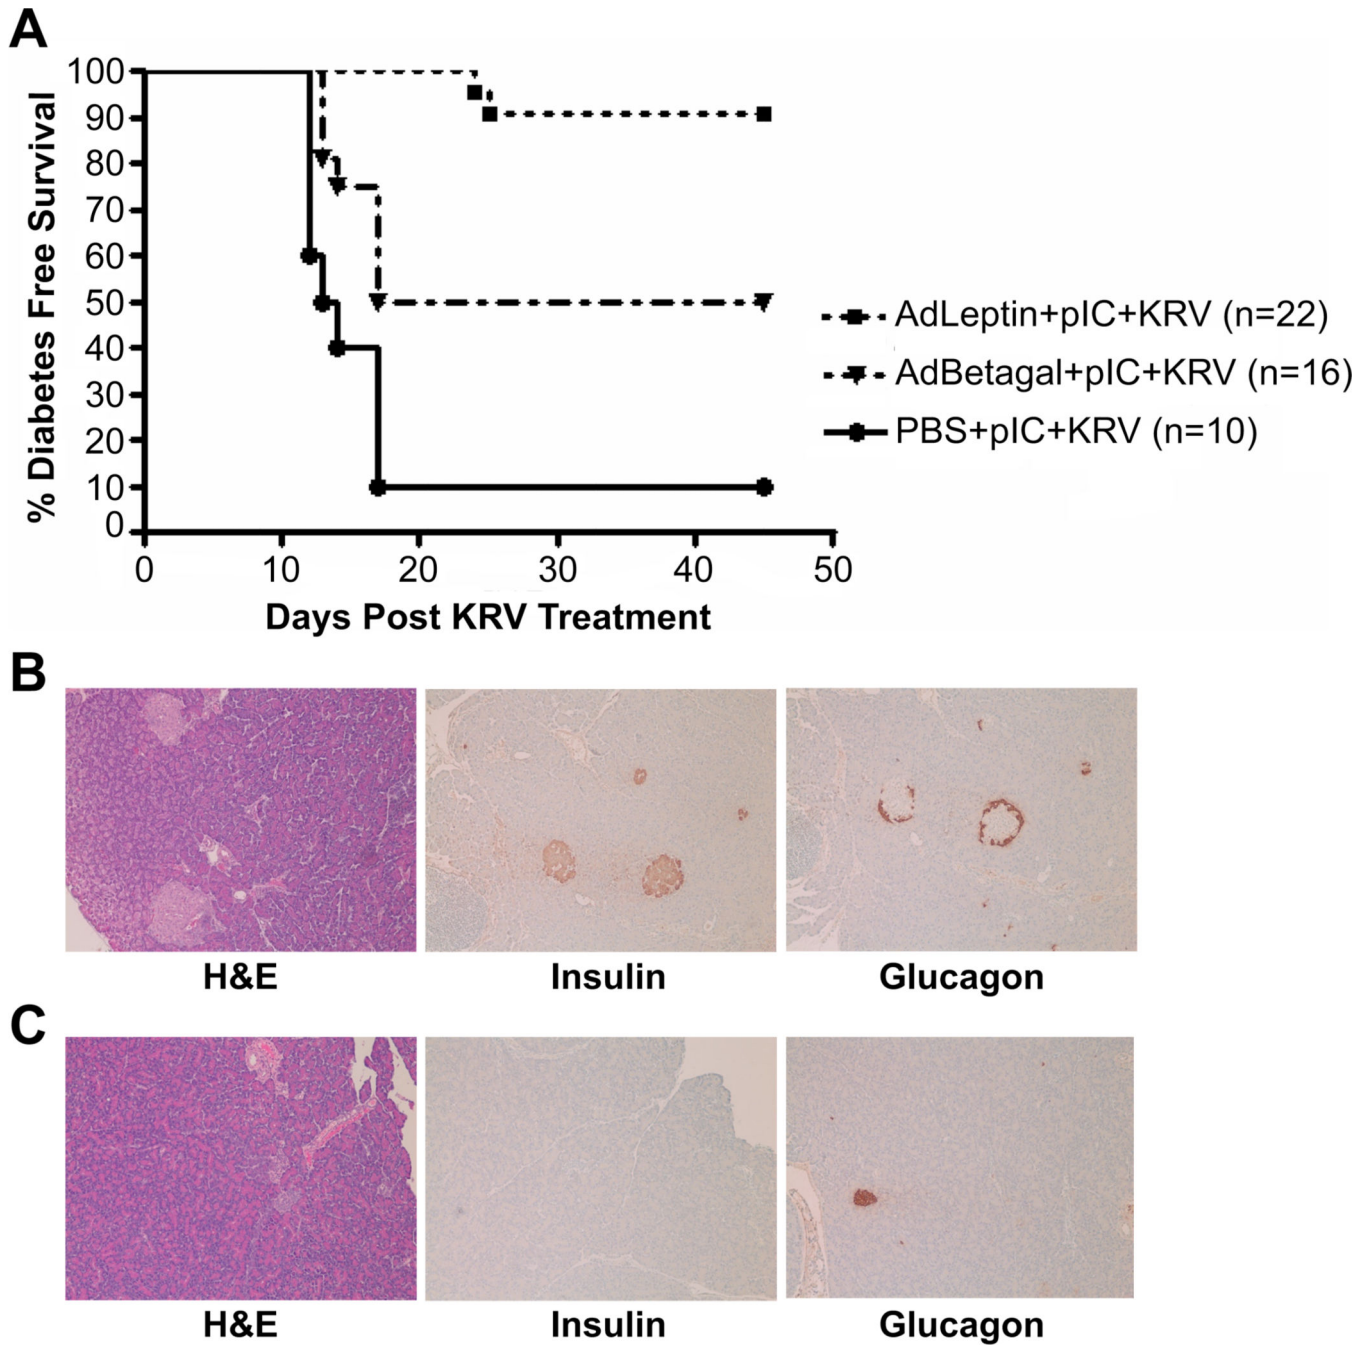 A
% Diabetes Free Survival
100
90
80
70
60
50
40
30
20
10
0
0 10 20 30 40 50
Days Post KRV Treatment
AdLeptin+pIC+KRV (n=22)
AdBetagal+pIC+KRV (n=16)
PBS+pIC+KRV (n=10)
B
H&E Insulin Glucagon
C
H&E Insulin Glucagon